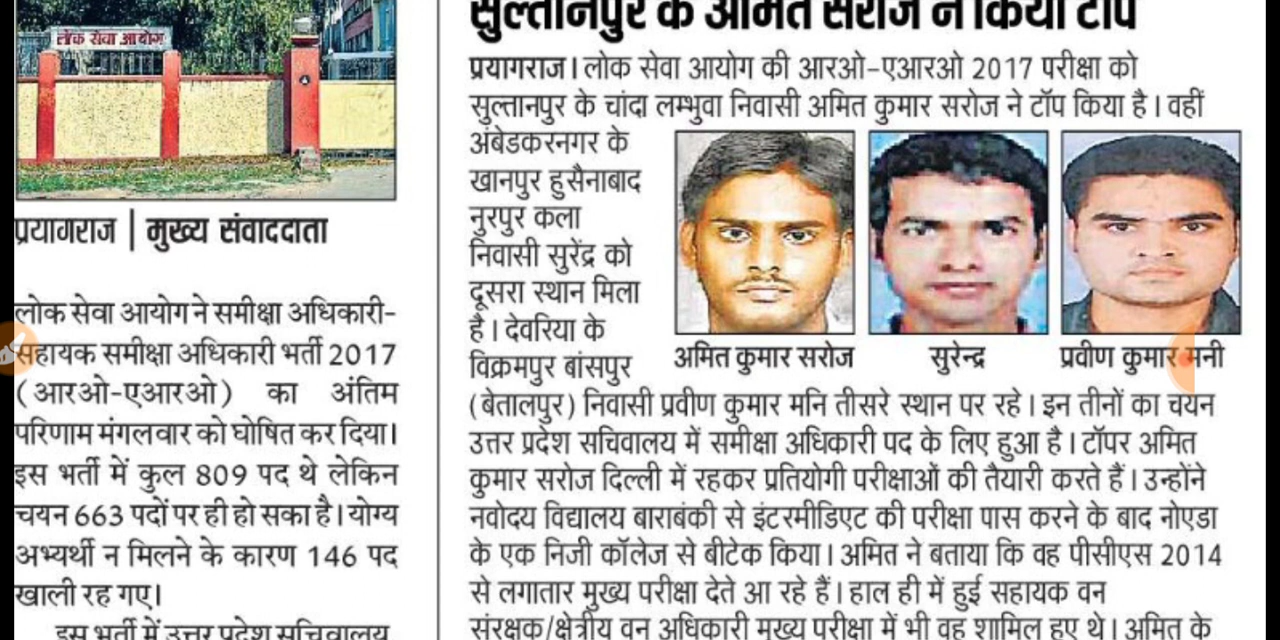 लोक सेवा आयोग
प्रयागराज | मुख्य संवाददाता
लोक सेवा आयोग ने समीक्षा अधिकारी-
सहायक समीक्षा अधिकारी भर्ती 2017
(आरओ-एआरओ) का अंतिम
परिणाम मंगलवार को घोषित कर दिया।
इस भर्ती में कुल 809 पद थे लेकिन
चयन 663 पदों पर ही हो सका है। योग्य
अभ्यर्थी न मिलने के कारण 146 पद
खाली रह गए।
इस भर्ती में उत्तर प्रदेश सचिवालय,
सुल्तानपुर के अमित सरोज ने किया टॉप
प्रयागराज। लोक सेवा आयोग की आरओ-एआरओ 2017 परीक्षा को
सुल्तानपुर के चांदा लम्भुवा निवासी अमित कुमार सरोज ने टॉप किया है। वहीं
अंबेडकरनगर के
खानपुर हुसैनाबाद
नुरपुर कला
निवासी सुरेंद्र को
दूसरा स्थान मिला
है। देवरिया के
विक्रमपुर बांसपुर
अमित कुमार सरोज
सुरेन्द्र
प्रवीण कुमार मनी
(बेतालपुर) निवासी प्रवीण कुमार मनि तीसरे स्थान पर रहे। इन तीनों का चयन
उत्तर प्रदेश सचिवालय में समीक्षा अधिकारी पद के लिए हुआ है। टॉपर अमित
कुमार सरोज दिल्ली में रहकर प्रतियोगी परीक्षाओं की तैयारी करते हैं। उन्होंने
नवोदय विद्यालय बाराबंकी से इंटरमीडिएट की परीक्षा पास करने के बाद नोएडा
के एक निजी कॉलेज से बीटेक किया। अमित ने बताया कि वह पीसीएस 2014
से लगातार मुख्य परीक्षा देते आ रहे हैं। हाल ही में हुई सहायक वन
संरक्षक/क्षेत्रीय वन अधिकारी मुख्य परीक्षा में भी वह शामिल हुए थे। अमित के